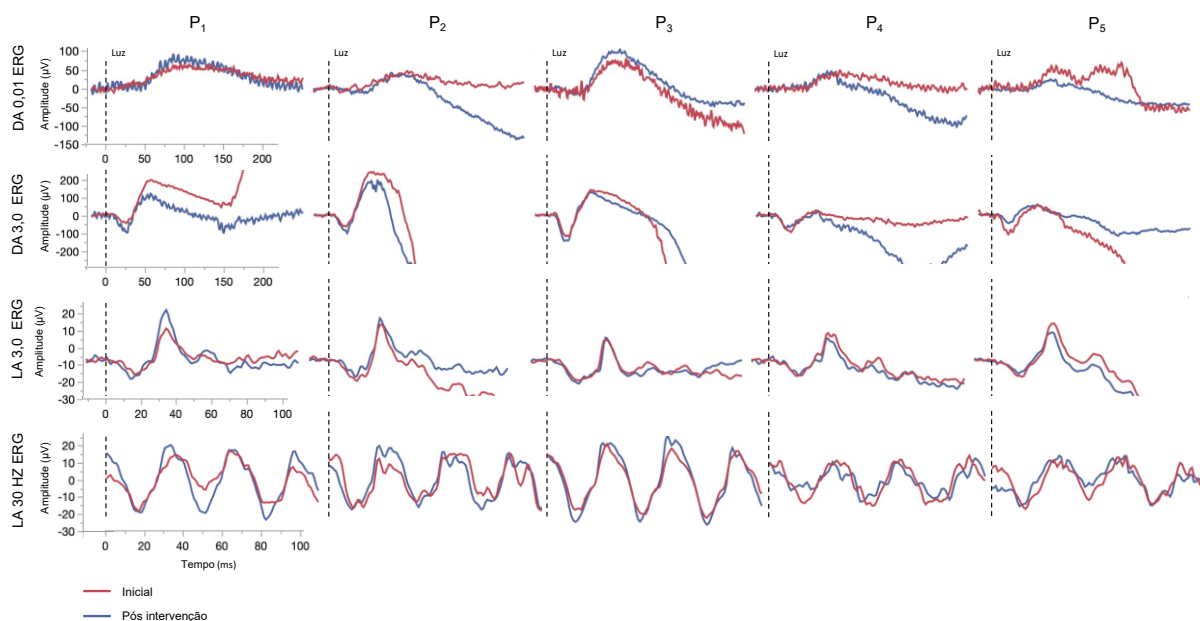 P1 P2 P3 P4 P5
DA 0,01 ERG
Amplitude (µV)
100
50
0
-50
-100
-150
Luz Luz Luz Luz Luz
0 50 100 150 200
DA 3,0 ERG
Amplitude (µV)
200
100
0
-100
-200
0 50 100 150 200
LA 3,0 ERG
Amplitude (µV)
20
10
0
-10
-20
-30
0 20 40 60 80 100
LA 30 HZ ERG
Amplitude (µV)
20
10
0
-10
-20
-30
0 20 40 60 80 100
Tempo (ms)
Inicial
Pós intervenção